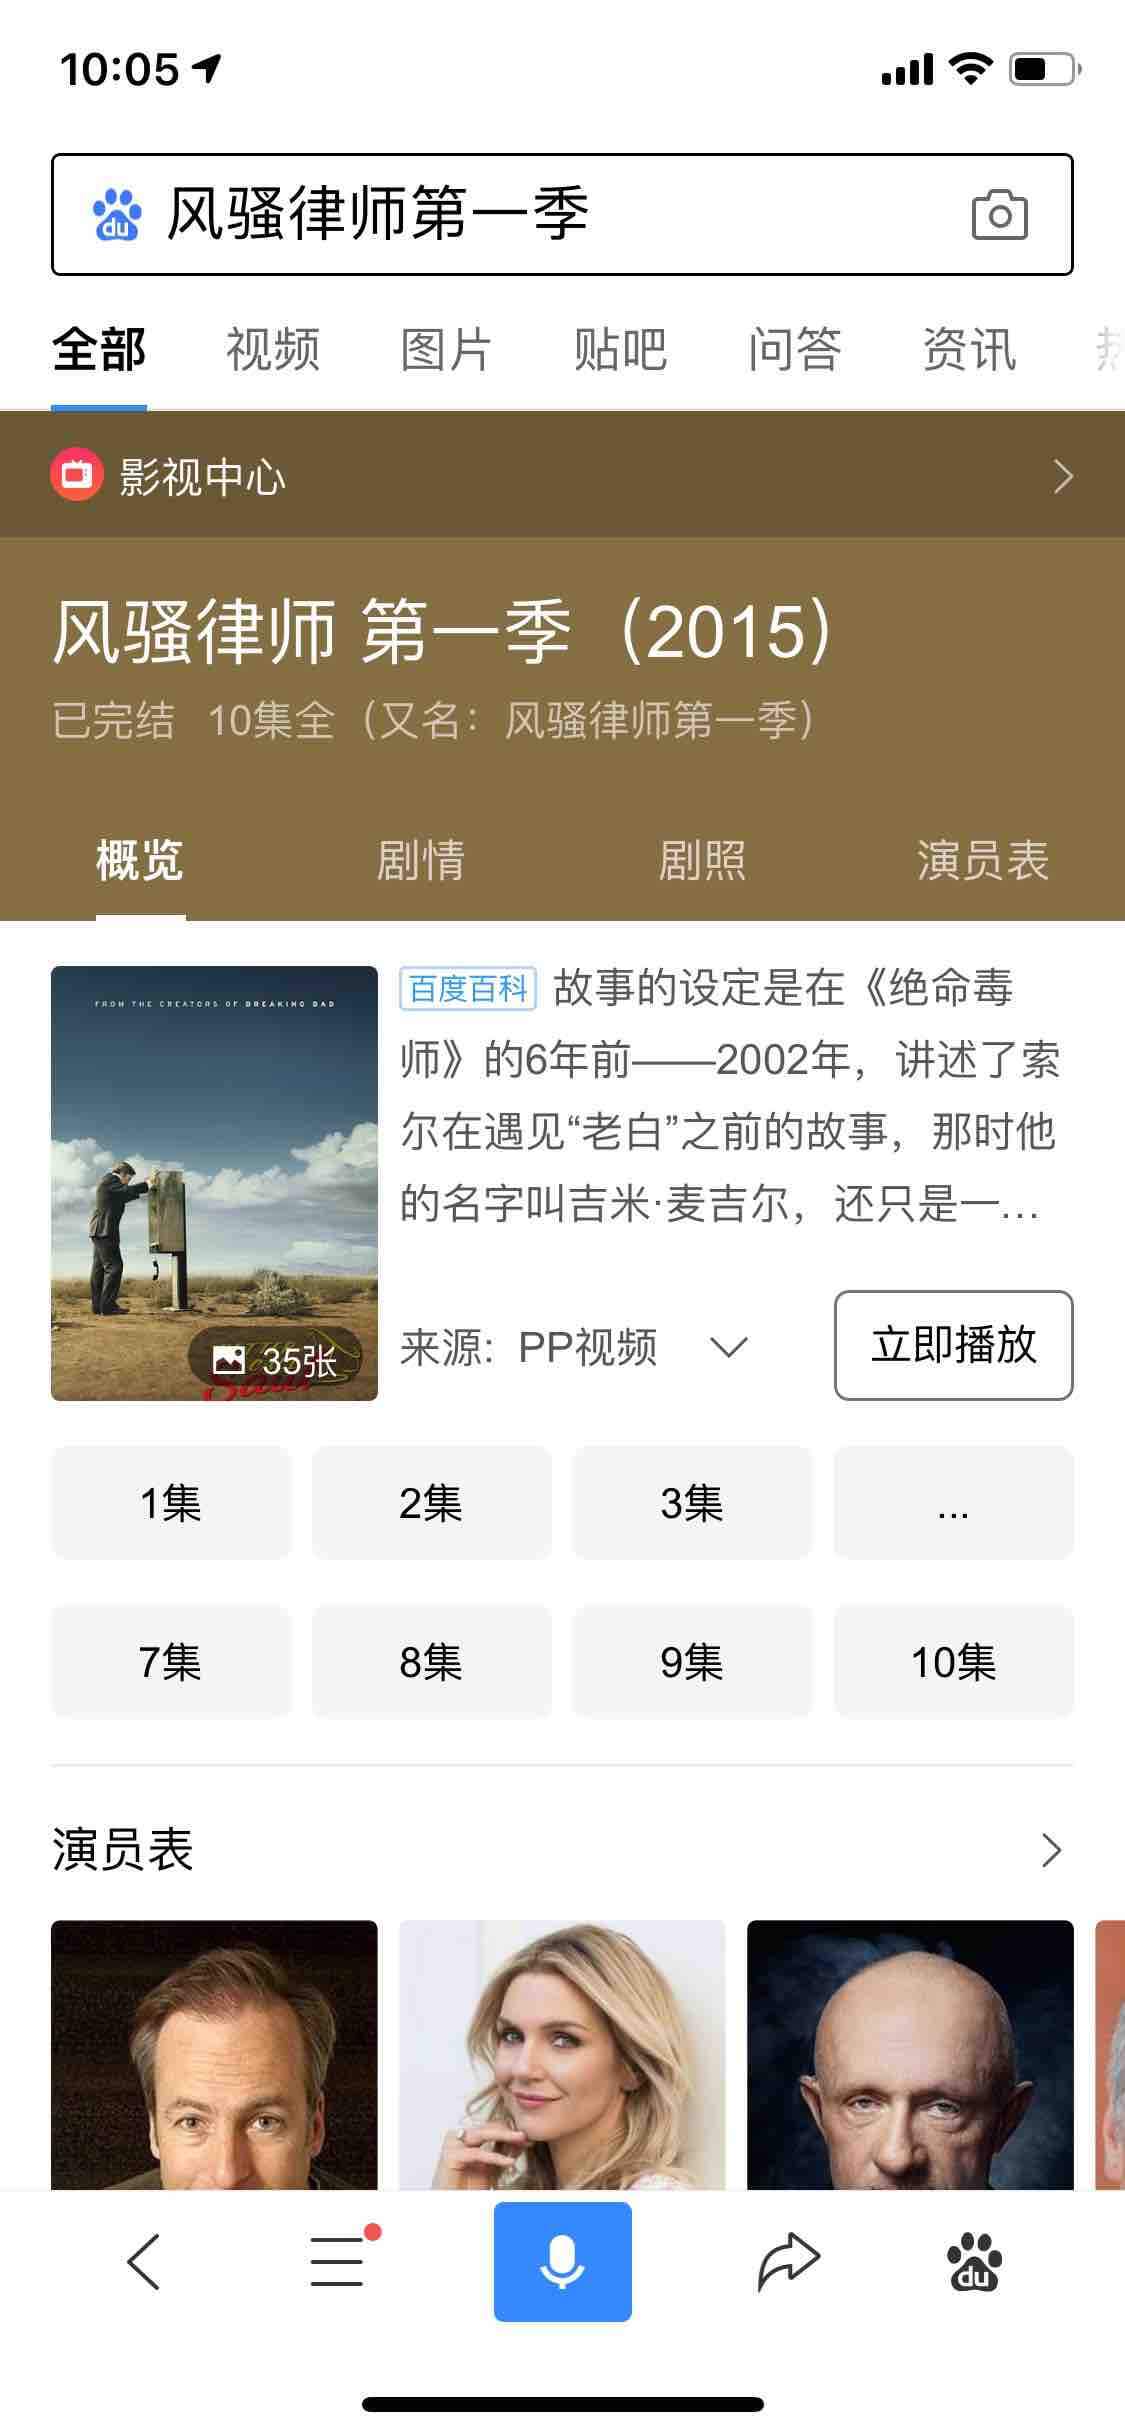 10:05
du 风骚律师第一季
全部 视频 图片 贴吧 问答 资讯
影视中心
风骚律师 第一季（2015）
已完结 10集全（又名：风骚律师第一季）
概览 剧情 剧照 演员表
FROM THE CREATORS OF BREAKING BAD
百度百科 故事的设定是在《绝命毒
师》的6年前——2002年，讲述了索
尔在遇见“老白”之前的故事，那时他
的名字叫吉米·麦吉尔，还只是一...
35张
来源: PP视频
立即播放
1集 2集 3集 ...
7集 8集 9集 10集
演员表
du